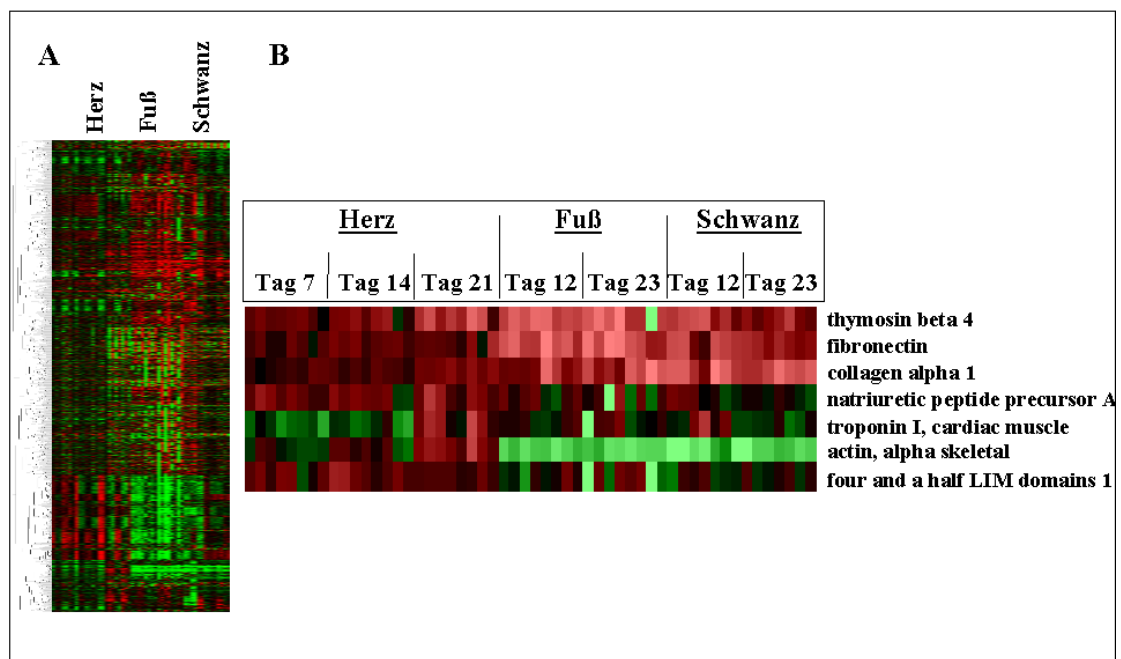 A
B
Herz
Fuß
Schwanz
Herz Fuß Schwanz
Tag 7 Tag 14 Tag 21 Tag 12 Tag 23 Tag 12 Tag 23
thymosin beta 4
fibronectin
collagen alpha 1
natriuretic peptide precursor A
troponin I, cardiac muscle
actin, alpha skeletal
four and a half LIM domains 1